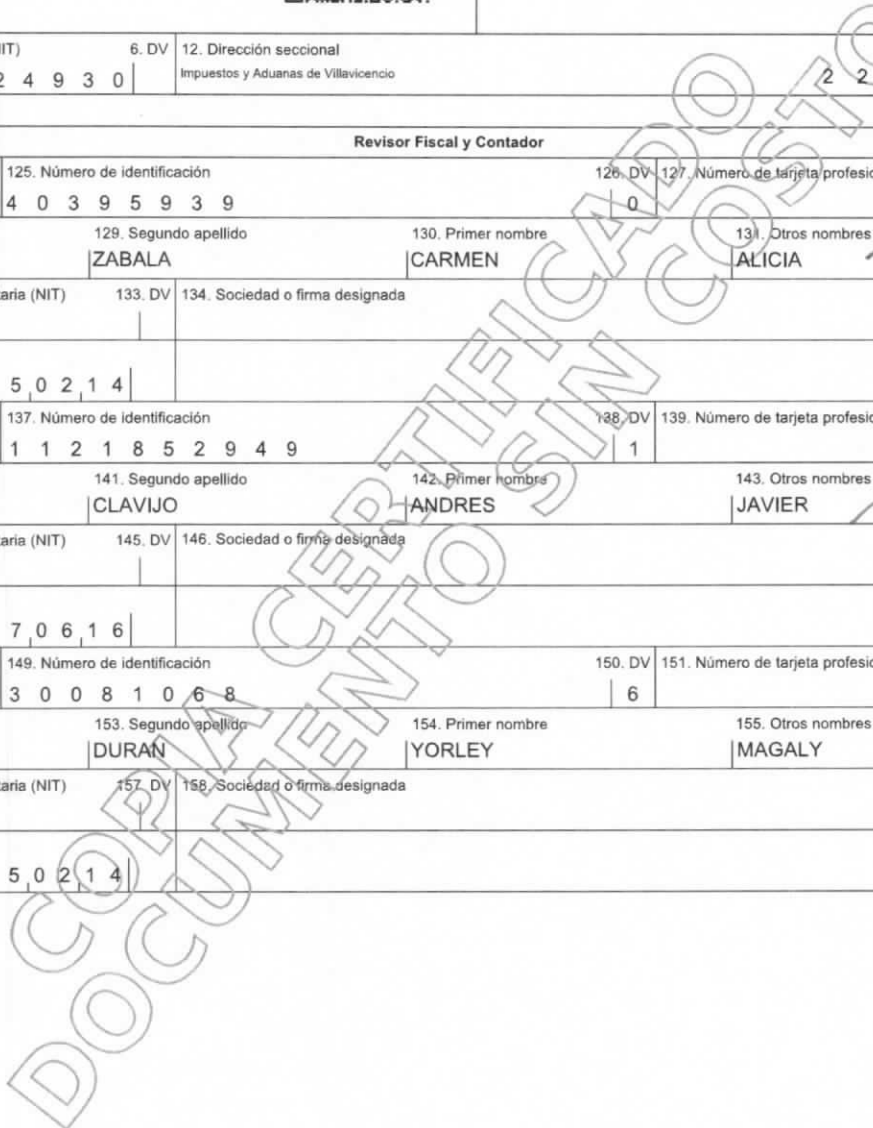 IIT) 6. DV 12. Dirección seccional
2 4 9 3 0 Impuestos y Aduanas de Villavicencio 2 2
Revisor Fiscal y Contador
125. Número de identificación 126. DV 127. Número de tarjeta profesio
4 0 3 9 5 9 3 9 0
129. Segundo apellido 130. Primer nombre 131. Otros nombres
ZABALA CARMEN ALICIA
taria (NIT) 133. DV 134. Sociedad o firma designada
5 0 2 1 4
137. Número de identificación 138. DV 139. Número de tarjeta profesio
1 1 2 1 8 5 2 9 4 9 1
141. Segundo apellido 142. Primer nombre 143. Otros nombres
CLAVIJO ANDRES JAVIER
taria (NIT) 145. DV 146. Sociedad o firma designada
7 0 6 1 6
149. Número de identificación 150. DV 151. Número de tarjeta profesio
3 0 0 8 1 0 6 8 6
153. Segundo apellido 154. Primer nombre 155. Otros nombres
DURAN YORLEY MAGALY
taria (NIT) 157. DV 158. Sociedad o firma designada
5 0 2 1 4
COPIA CERTIFICADO
DOCUMENTO SIN COSTO